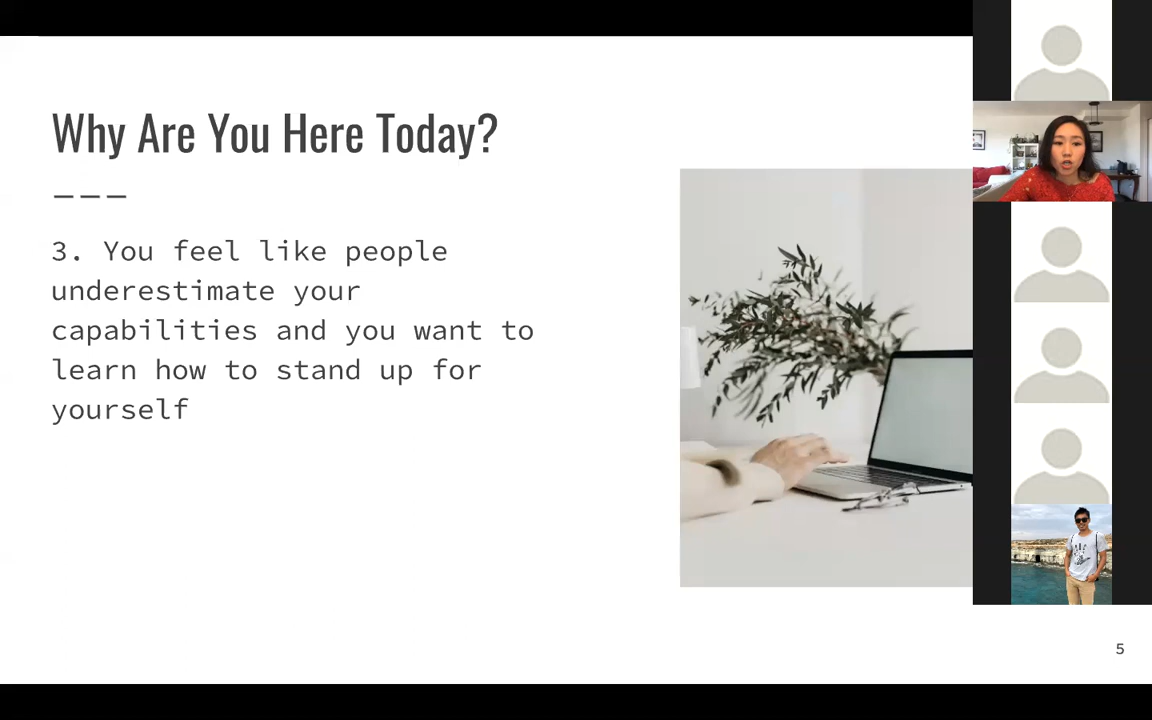 Why Are You Here Today?
3. You feel like people
underestimate your
capabilities and you want to
learn how to stand up for
yourself
5